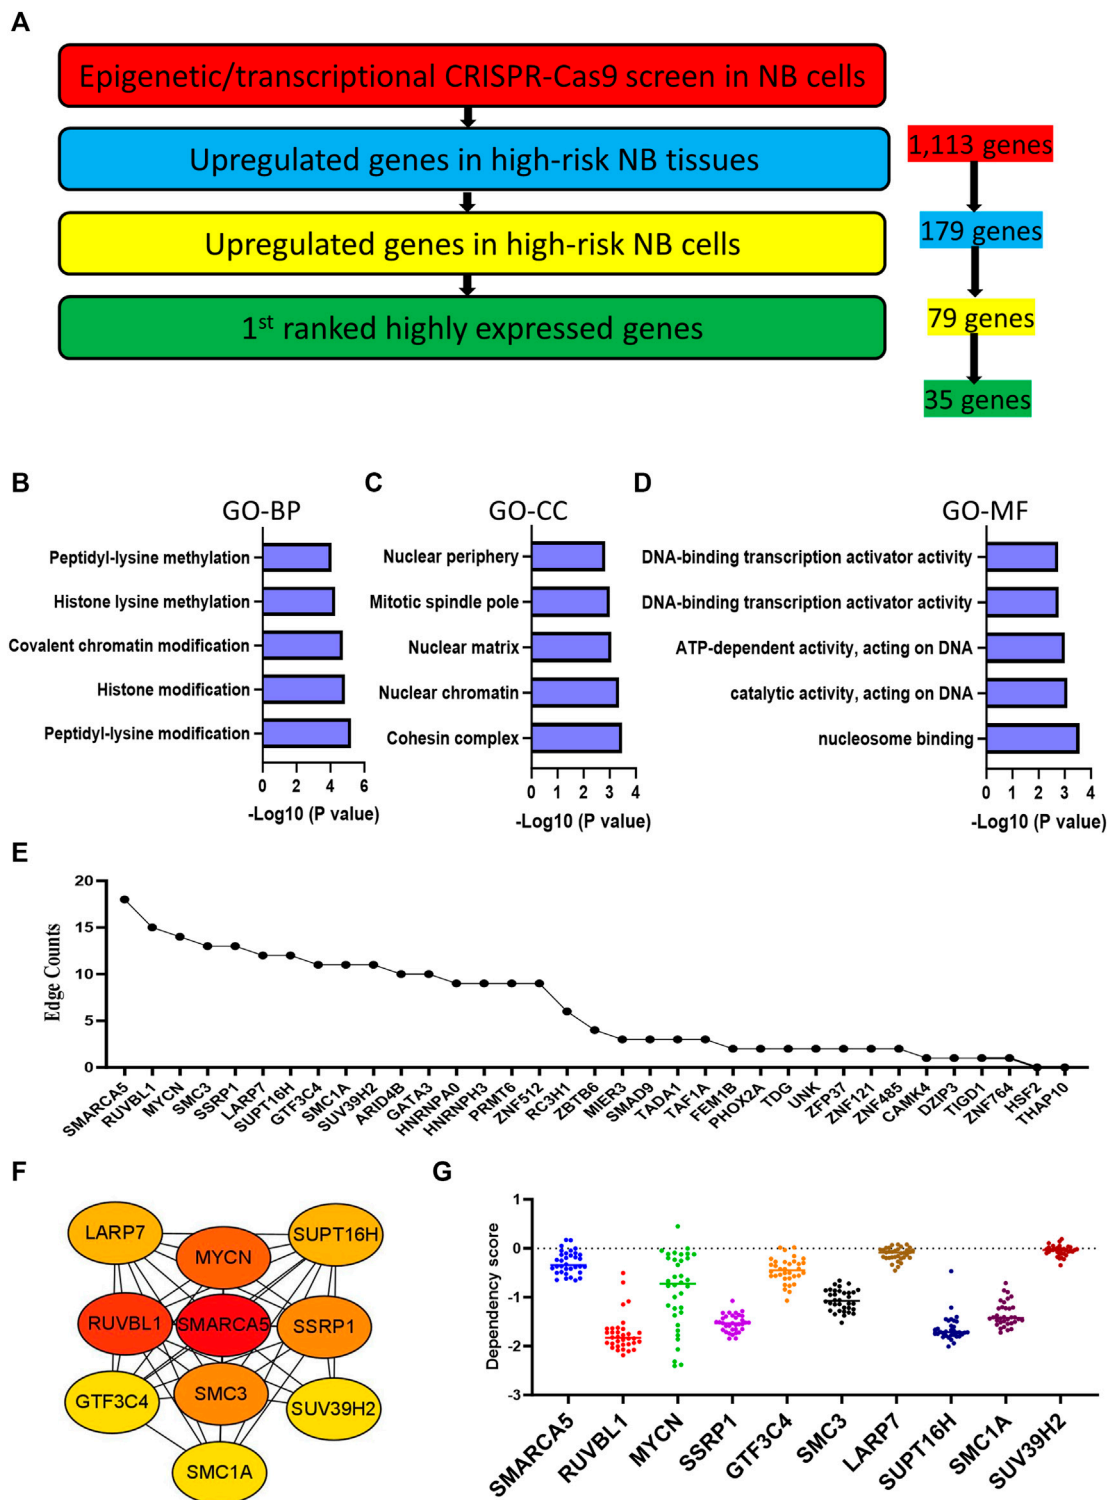 A
Epigenetic/transcriptional CRISPR-Cas9 screen in NB cells
Upregulated genes in high-risk NB tissues
Upregulated genes in high-risk NB cells
1st ranked highly expressed genes
1,113 genes
179 genes
79 genes
35 genes
B
GO-BP
Peptidyl-lysine methylation
Histone lysine methylation
Covalent chromatin modification
Histone modification
Peptidyl-lysine modification
0 2 4 6
-Log10 (P value)
C
GO-CC
Nuclear periphery
Mitotic spindle pole
Nuclear matrix
Nuclear chromatin
Cohesin complex
0 1 2 3 4
-Log10 (P value)
D
GO-MF
DNA-binding transcription activator activity
DNA-binding transcription activator activity
ATP-dependent activity, acting on DNA
catalytic activity, acting on DNA
nucleosome binding
0 1 2 3 4
-Log10 (P value)
E
Edge Counts
20
15
10
5
0
SMARCA5
RUVBL1
MYCN
SMC3
SSRP1
LARP7
SUPT16H
GTF3C4
SMC1A
SUV39H2
ARID4B
GATA3
HNRNPA0
HNRNPH3
PRMT6
ZNF512
RC3H1
ZBTB6
MIER3
SMAD9
TADA1
TAF1A
FEM1B
PHOX2A
TDG
UNK
ZFP37
ZNF121
ZNF485
CAMK4
DZIP3
TIGD1
ZNF764
HSF2
THAP10
F
LARP7
MYCN
SUPT16H
RUVBL1
SMARCA5
SSRP1
GTF3C4
SMC3
SUV39H2
SMC1A
G
Dependency score
1
0
-1
-2
-3
SMARCA5
RUVBL1
MYCN
SSRP1
GTF3C4
SMC3
LARP7
SUPT16H
SMC1A
SUV39H2